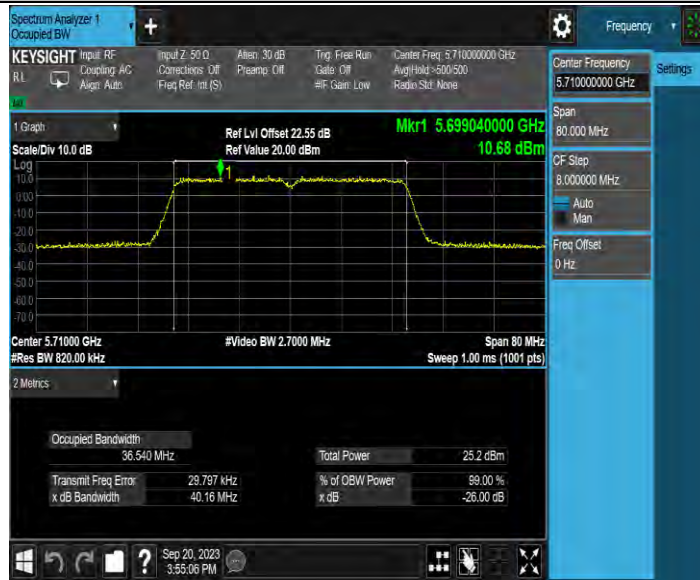 Spectrum Analyzer 1
Occupied BW
+
Frequency
KEYSIGHT
Input: RF
Coupling: AC
Align: Auto
Input Z: 50 Ω
Corrections: Off
Freq Ref: Int (S)
Atten: 30 dB
Preamp: Off
Trig: Free Run
Gate: Off
#IF Gain: Low
Center Freq: 5.710000000 GHz
Avg|Hold:>500/500
Radio Std: None
RL
Center Frequency
5.710000000 GHz
Settings
Span
80.000 MHz
CF Step
8.000000 MHz
Auto
Man
Freq Offset
0 Hz
1 Graph
Scale/Div 10.0 dB
Ref Lvl Offset 22.55 dB
Ref Value 20.00 dBm
Mkr1 5.699040000 GHz
10.68 dBm
Log
1
10.0
0.00
-10.0
-20.0
-30.0
-40.0
-50.0
-60.0
-70.0
Center 5.71000 GHz
#Video BW 2.7000 MHz
Span 80 MHz
#Res BW 820.00 kHz
Sweep 1.00 ms (1001 pts)
2 Metrics
Occupied Bandwidth
36.540 MHz
Total Power 25.2 dBm
Transmit Freq Error 29.797 kHz
% of OBW Power 99.00 %
x dB Bandwidth 40.16 MHz
x dB -26.00 dB
?
Sep 20, 2023
3:55:06 PM